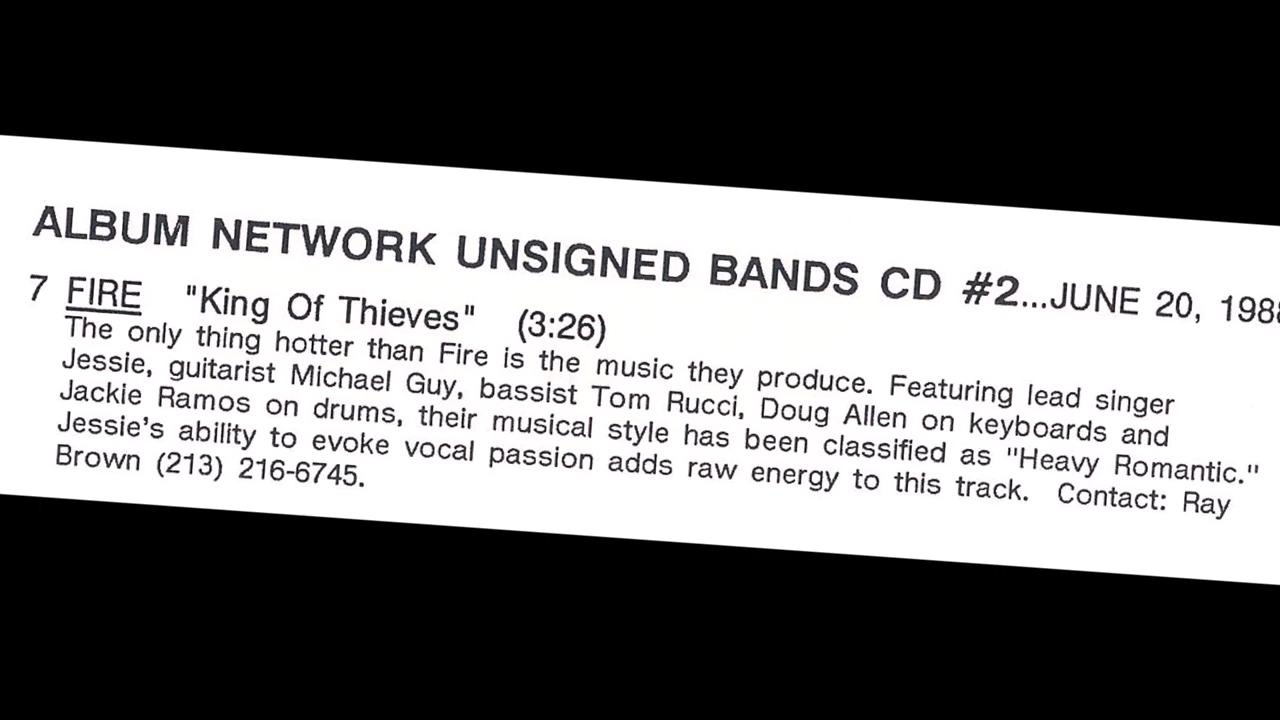 ALBUM NETWORK UNSIGNED BANDS CD #2...JUNE 20, 1988
7 FIRE "King Of Thieves" (3:26)
The only thing hotter than Fire is the music they produce. Featuring lead singer
Jessie, guitarist Michael Guy, bassist Tom Rucci, Doug Allen on keyboards and
Jackie Ramos on drums, their musical style has been classified as "Heavy Romantic."
Jessie's ability to evoke vocal passion adds raw energy to this track. Contact: Ray
Brown (213) 216-6745.